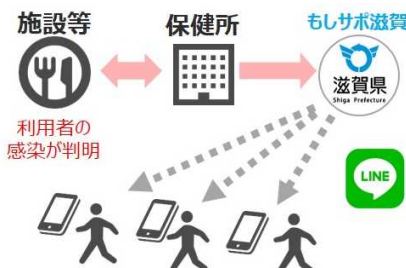 施設等
保健所
もしサポ滋賀
滋賀県
Shiga Prefecture
利用者の
感染が判明
LINE